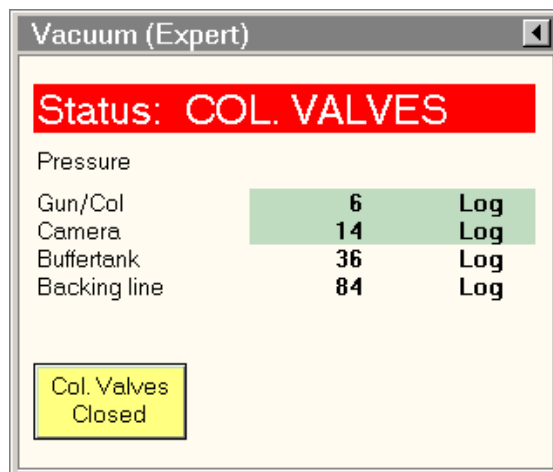 Vacuum (Expert)
Status: COL. VALVES
Pressure
Gun/Col 6 Log
Camera 14 Log
Buffertank 36 Log
Backing line 84 Log
Col. Valves
Closed